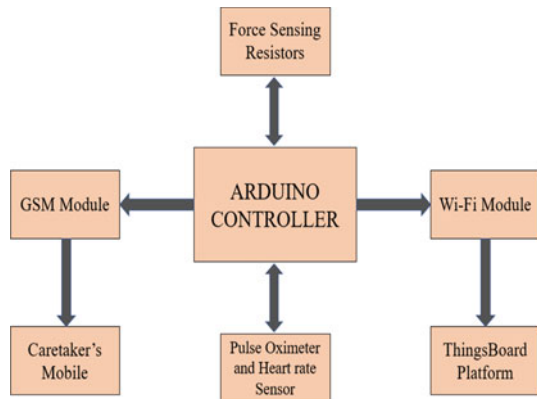 Force Sensing
Resistors
GSM Module
ARDUINO
CONTROLLER
Wi-Fi Module
Caretaker's
Mobile
Pulse Oximeter
and Heart rate
Sensor
ThingsBoard
Platform